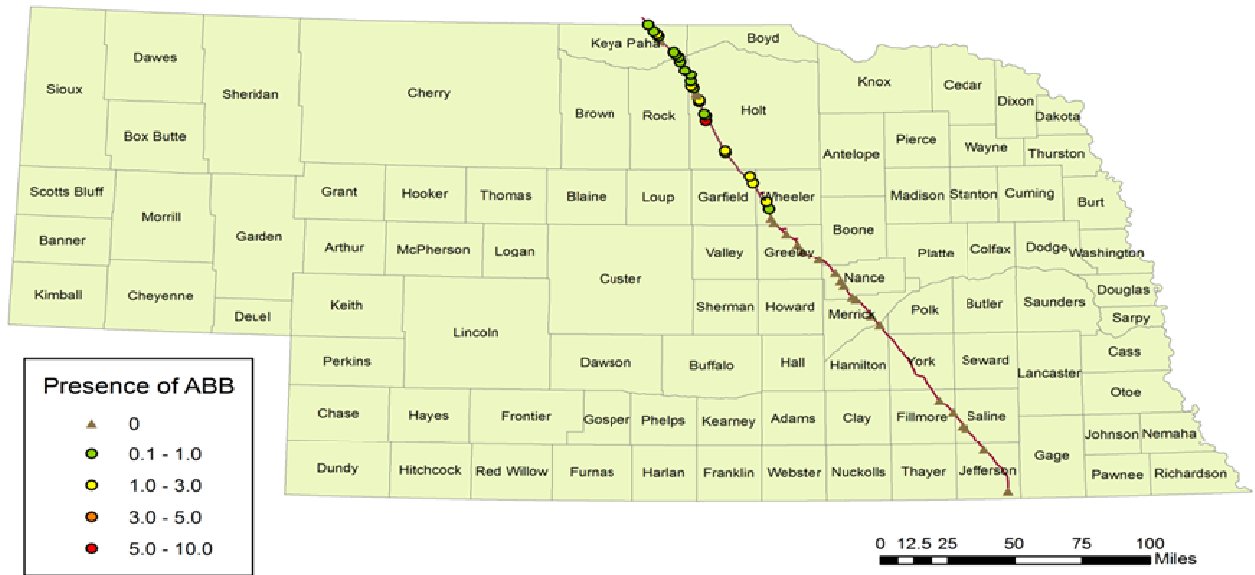 Keya Paha
Boyd
Dawes
Sioux
Sheridan
Cherry
Knox
Cedar
Dixon
Dakota
Brown
Rock
Holt
Box Butte
Pierce
Wayne
Thurston
Antelope
Scotts Bluff
Grant
Hooker
Thomas
Blaine
Loup
Garfield
Wheeler
Madison
Stanton
Cuming
Burt
Morrill
Garden
Boone
Banner
Arthur
McPherson
Logan
Valley
Greeley
Platte
Colfax
Dodge
Washington
Custer
Nance
Kimball
Cheyenne
Deuel
Keith
Sherman
Howard
Merrick
Polk
Butler
Saunders
Douglas
Sarpy
Lincoln
Perkins
Dawson
Buffalo
Hall
Hamilton
York
Seward
Lancaster
Cass
Otoe
Chase
Hayes
Frontier
Gosper
Phelps
Kearney
Adams
Clay
Fillmore
Saline
Johnson
Nemaha
Dundy
Hitchcock
Red Willow
Furnas
Harlan
Franklin
Webster
Nuckolls
Thayer
Jefferson
Gage
Pawnee
Richardson
Presence of ABB
0
0.1 - 1.0
1.0 - 3.0
3.0 - 5.0
5.0 - 10.0
0 12.5 25 50 75 100
Miles